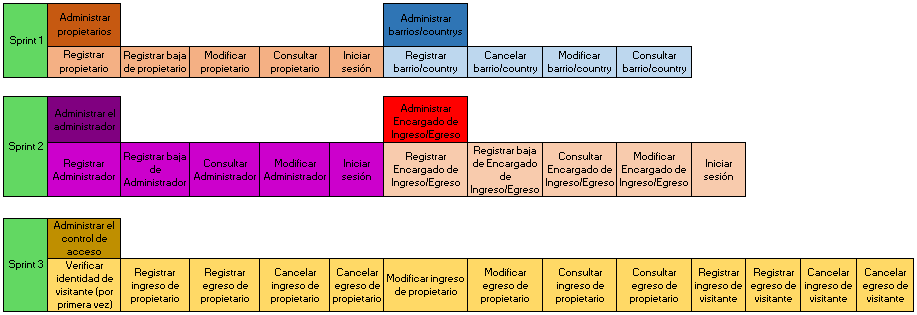 Sprint 1
Administrar
propietarios
Administrar
barrios/countrys
Registrar
propietario
Registrar baja
de propietario
Modificar
propietario
Consultar
propietario
Iniciar
sesión
Registrar
barrio/country
Cancelar
barrio/country
Modificar
barrio/country
Consultar
barrio/country
Sprint 2
Administrar el
administrador
Administrar
Encargado de
Ingreso/Egreso
Registrar
Administrador
Registrar baja
de
Administrador
Consultar
Administrador
Modificar
Administrador
Iniciar
sesión
Registrar
Encargado de
Ingreso/Egreso
Registrar baja
de Encargado
de
Ingreso/Egreso
Consultar
Encargado de
Ingreso/Egreso
Modificar
Encargado de
Ingreso/Egreso
Iniciar
sesión
Sprint 3
Administrar el
control de
acceso
Verificar
identidad de
visitante (por
primera vez)
Registrar
ingreso de
propietario
Registrar
egreso de
propietario
Cancelar
ingreso de
propietario
Cancelar
egreso de
propietario
Modificar ingreso
de propietario
Modificar
egreso de
propietario
Consultar
ingreso de
propietario
Consultar
egreso de
propietario
Registrar
ingreso de
visitante
Registrar
egreso de
visitante
Cancelar
ingreso de
visitante
Cancelar
egreso de
visitante